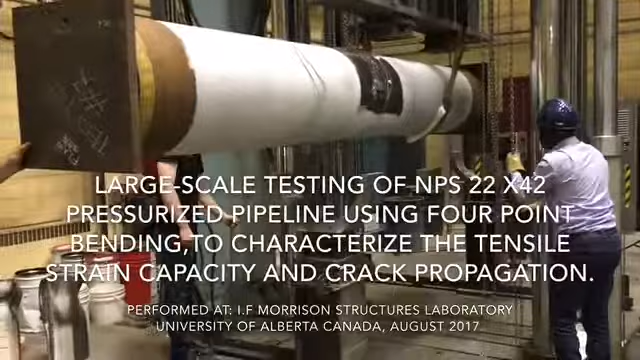 LARGE-SCALE TESTING OF NPS 22 X42
PRESSURIZED PIPELINE USING FOUR POINT
BENDING,TO CHARACTERIZE THE TENSILE
STRAIN CAPACITY AND CRACK PROPAGATION.
PERFORMED AT: I.F MORRISON STRUCTURES LABORATORY
UNIVERSITY OF ALBERTA CANADA, AUGUST 2017